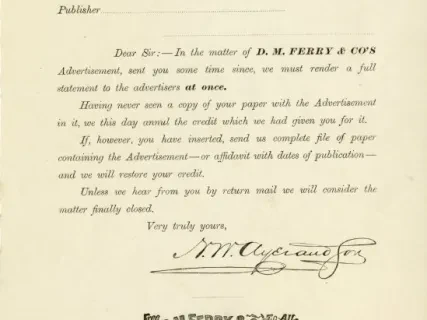 Publisher
Dear Sir:—In the matter of D. M. FERRY & CO'S
Advertisement, sent you some time since, we must render a full
statement to the advertisers at once.
Having never seen a copy of your paper with the Advertisement
in it, we this day annul the credit which we had given you for it.
If, however, you have inserted, send us complete file of paper
containing the Advertisement—or affidavit with dates of publication—
and we will restore your credit.
Unless we hear from you by return mail we will consider the
matter finally closed.
Very truly yours,
N. W. Ayer and Son
FERRY &